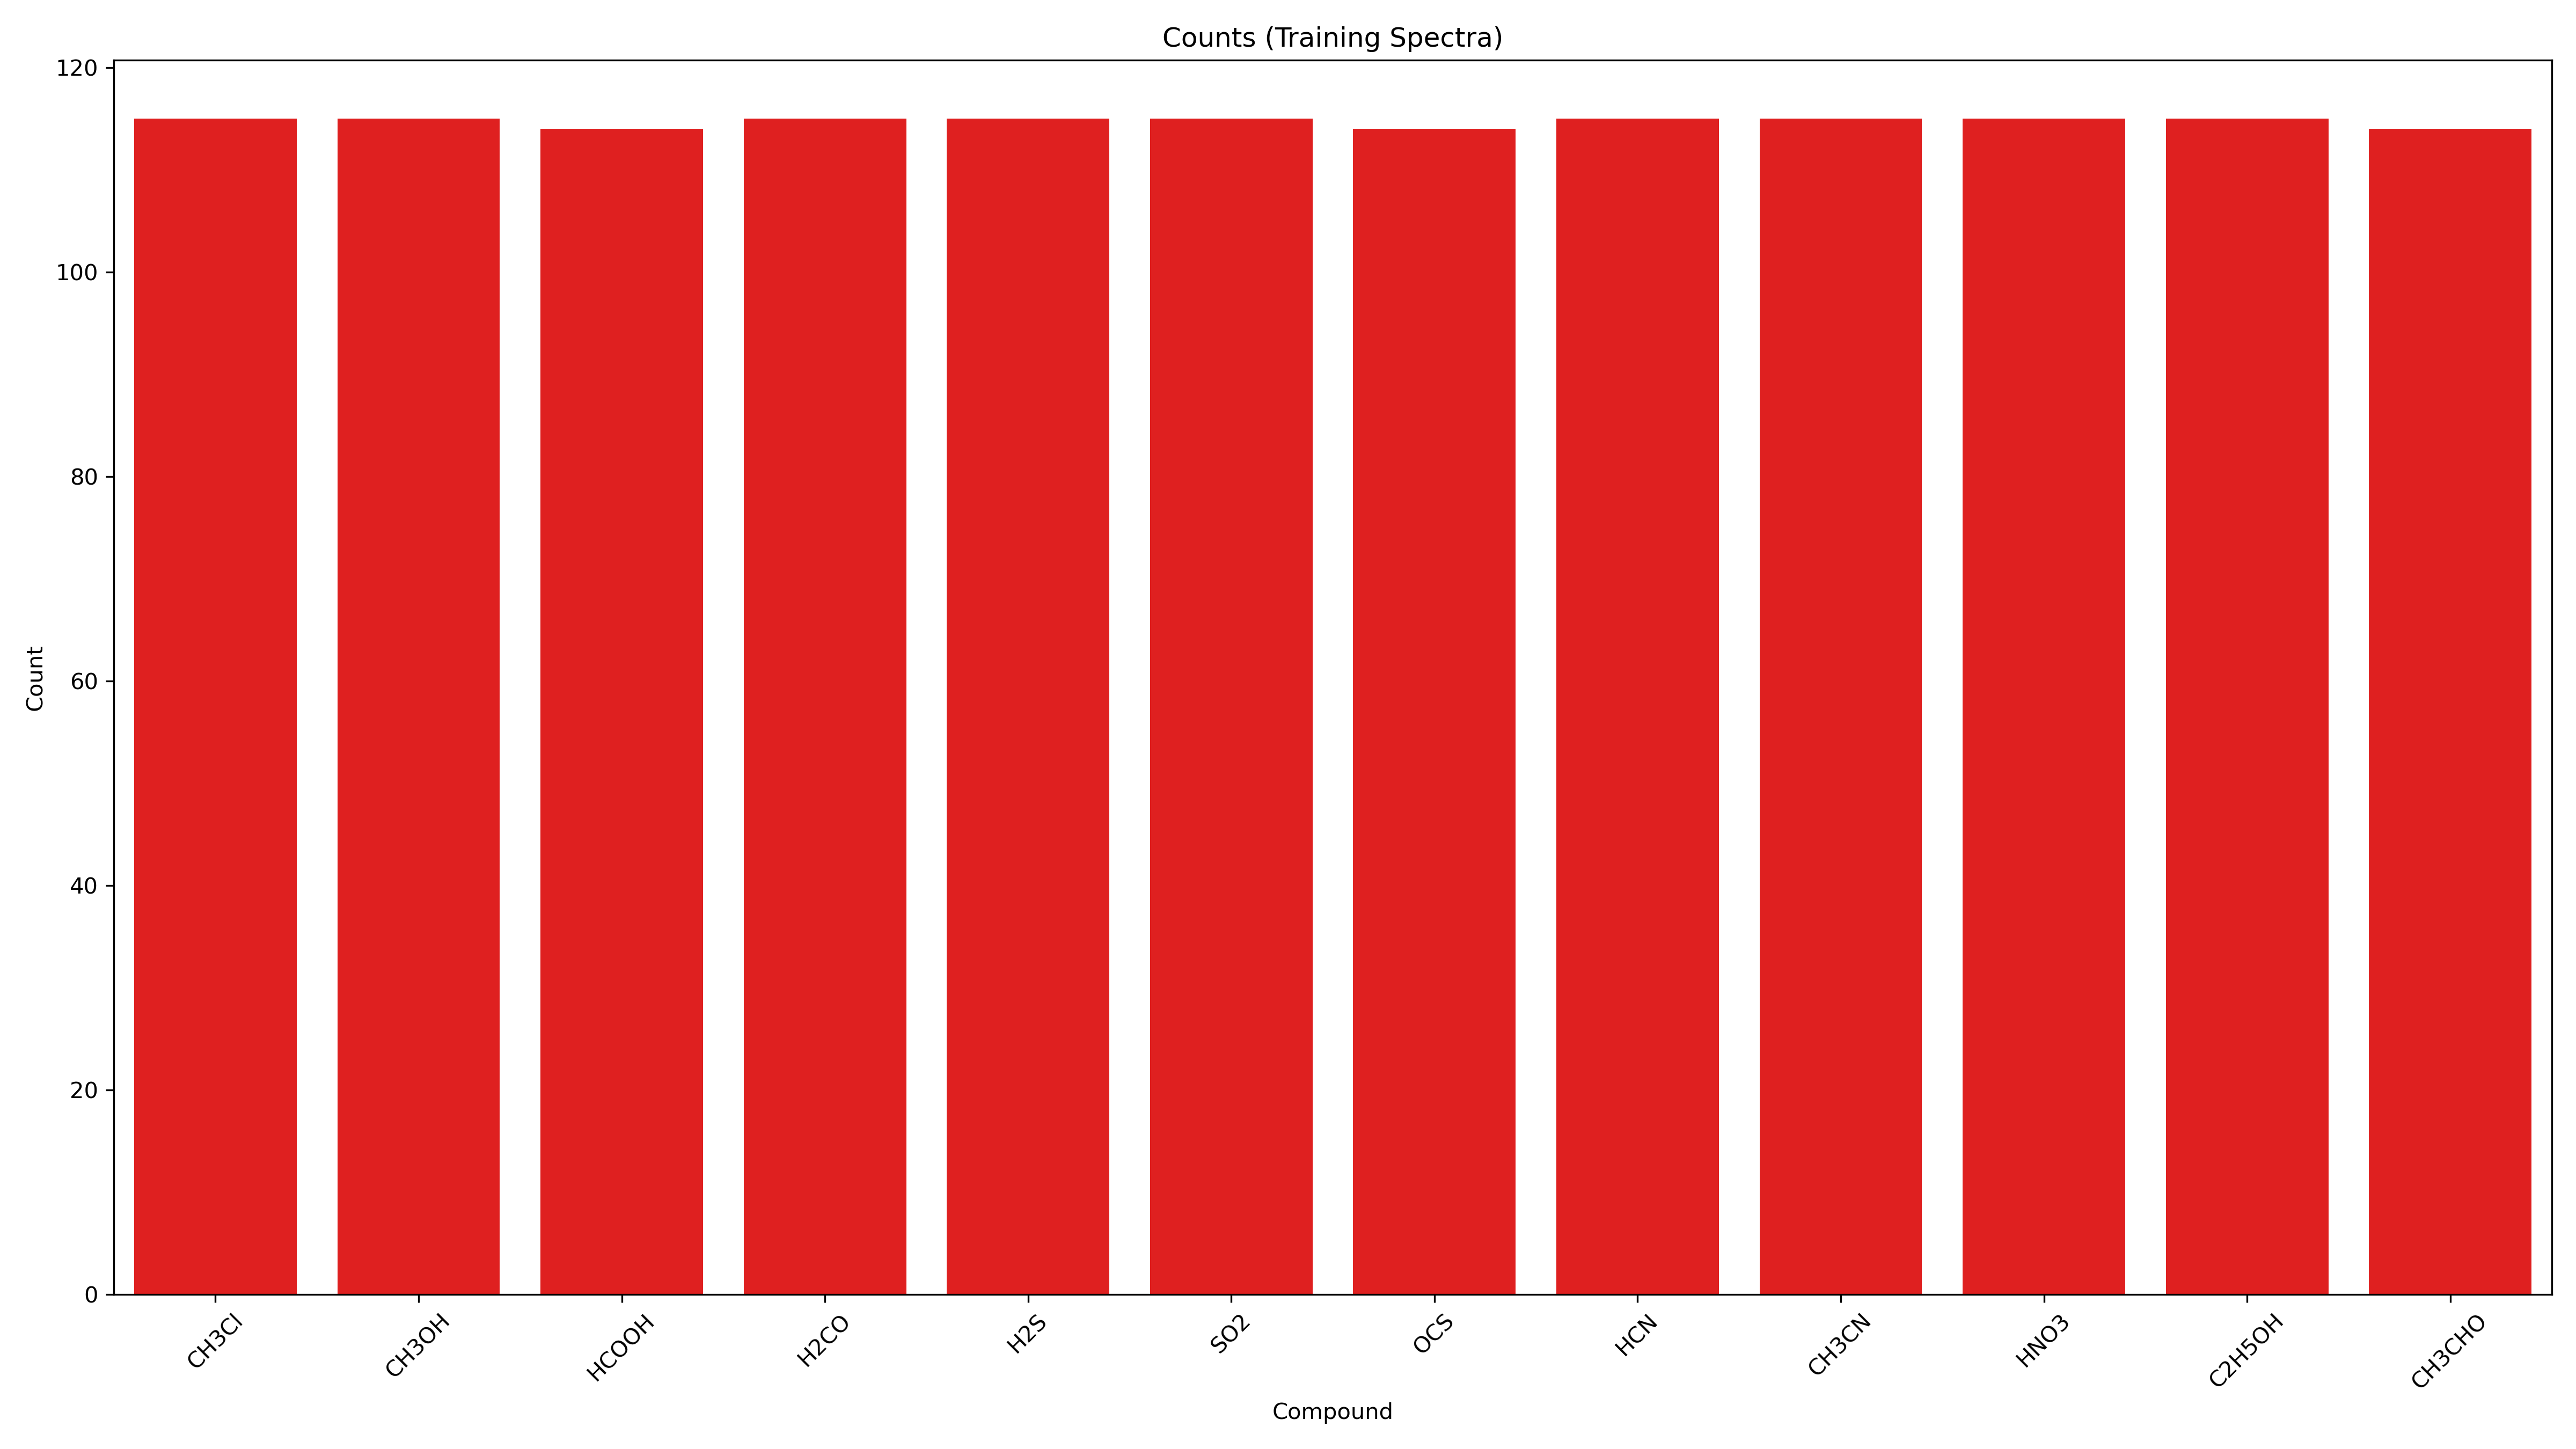 Counts (Training Spectra)
120
100
80
60
40
20
0
Count
CH3Cl
CH3OH
HCOOH
H2CO
H2S
SO2
OCS
HCN
CH3CN
HNO3
C2H5OH
CH3CHO
Compound